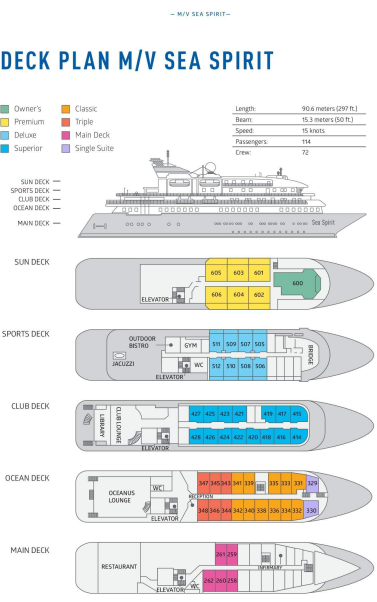 — M/V SEA SPIRIT—
DECK PLAN M/V SEA SPIRIT
Owner's
Premium
Deluxe
Superior
Classic
Triple
Main Deck
Single Suite
Length: 90.6 meters (297 ft.)
Beam: 15.3 meters (50 ft.)
Speed: 15 knots
Passengers: 114
Crew: 72
SUN DECK
SPORTS DECK
CLUB DECK
OCEAN DECK
MAIN DECK
Sea Spirit
SUN DECK
605 603 601
600
606 604 602
ELEVATOR
SPORTS DECK
OUTDOOR BISTRO
GYM
511 509 507 505
JACUZZI
WC
512 510 508 506
BRIDGE
ELEVATOR
CLUB DECK
LIBRARY
CLUB LOUNGE
427 425 423 421 419 417 415
428 426 424 422 420 418 416 414
ELEVATOR
OCEAN DECK
OCEANUS LOUNGE
WC
RECEPTION
347 345 343 341 339 335 333 331 329
348 346 344 342 340 338 336 334 332 330
ELEVATOR
MAIN DECK
RESTAURANT
261 259
INFIRMARY
WC
262 260 258
ELEVATOR